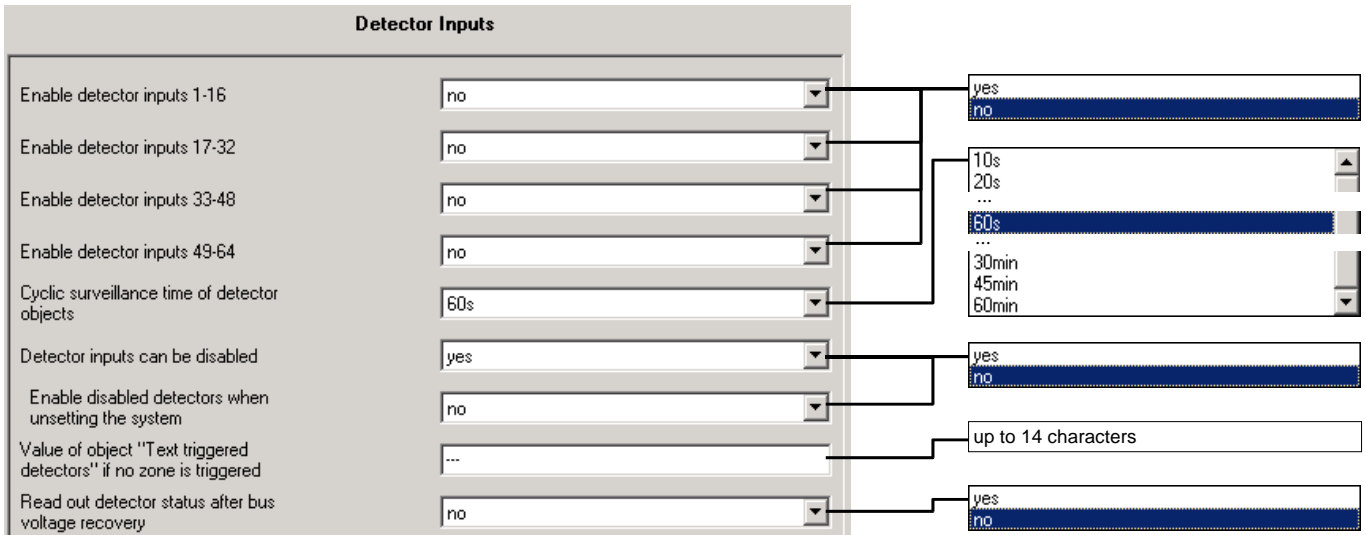 Detector Inputs
Enable detector inputs 1-16
no
yes
no
Enable detector inputs 17-32
no
10s
20s
...
60s
...
30min
45min
60min
Enable detector inputs 33-48
no
Enable detector inputs 49-64
no
Cyclic surveillance time of detector
objects
60s
Detector inputs can be disabled
yes
yes
no
Enable disabled detectors when
unsetting the system
no
Value of object "Text triggered
detectors" if no zone is triggered
---
up to 14 characters
Read out detector status after bus
voltage recovery
no
yes
no